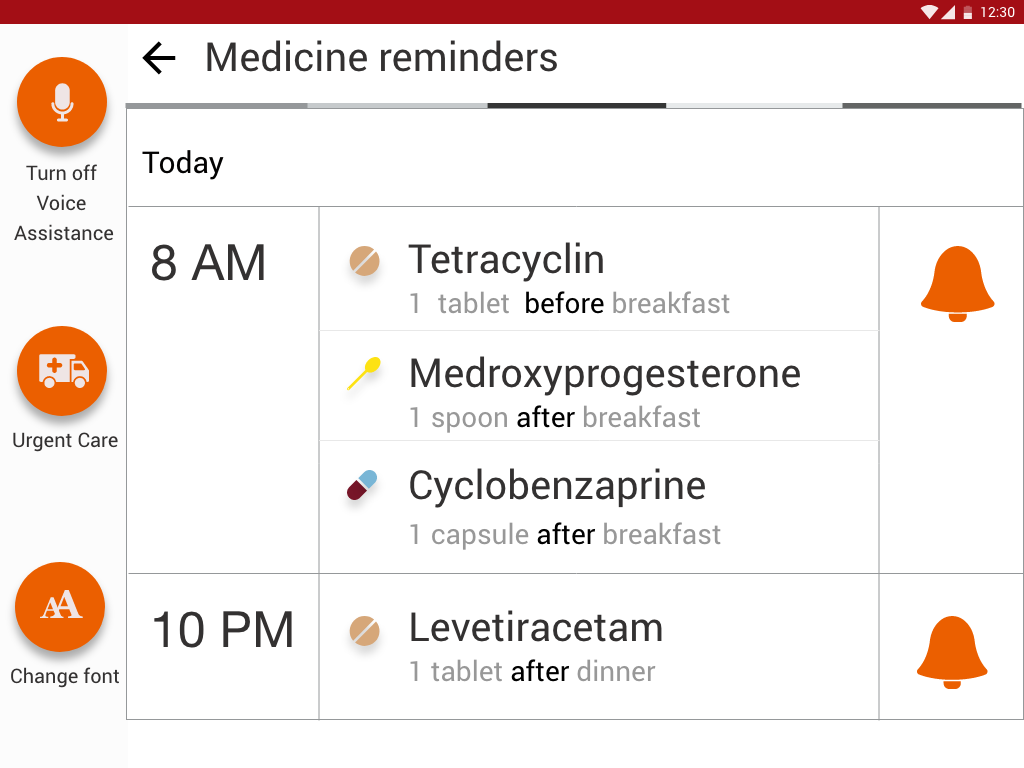 12:30
Medicine reminders
Turn off
Voice
Assistance
Urgent Care
Change font
Today
8 AM
Tetracyclin
1 tablet before breakfast
Medroxyprogesterone
1 spoon after breakfast
Cyclobenzaprine
1 capsule after breakfast
10 PM
Levetiracetam
1 tablet after dinner